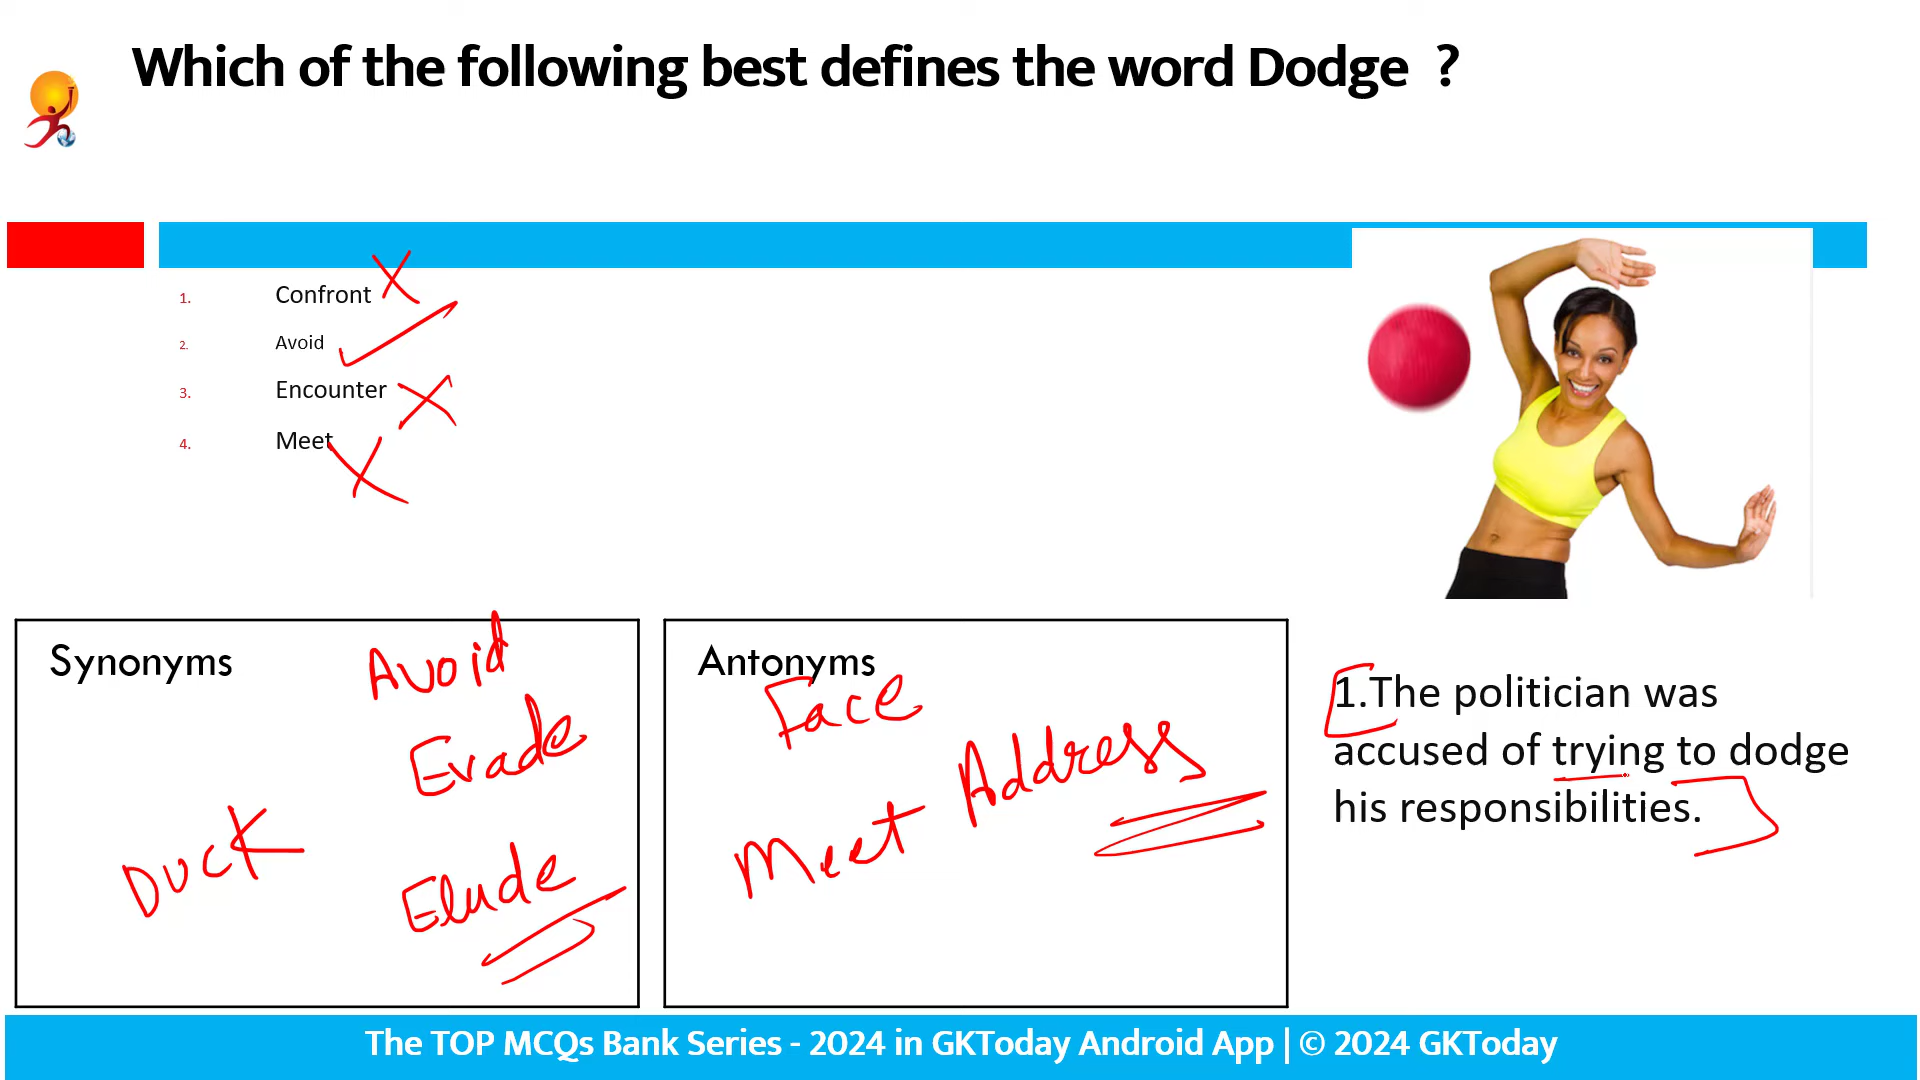 Which of the following best defines the word Dodge ?
1. Confront
2. Avoid
3. Encounter
4. Meet
Synonyms
Avoid
Evade
Duck
Elude
Antonyms
Face
Address
Meet
1.The politician was
accused of trying to dodge
his responsibilities.
The TOP MCQs Bank Series - 2024 in GKToday Android App | © 2024 GKToday